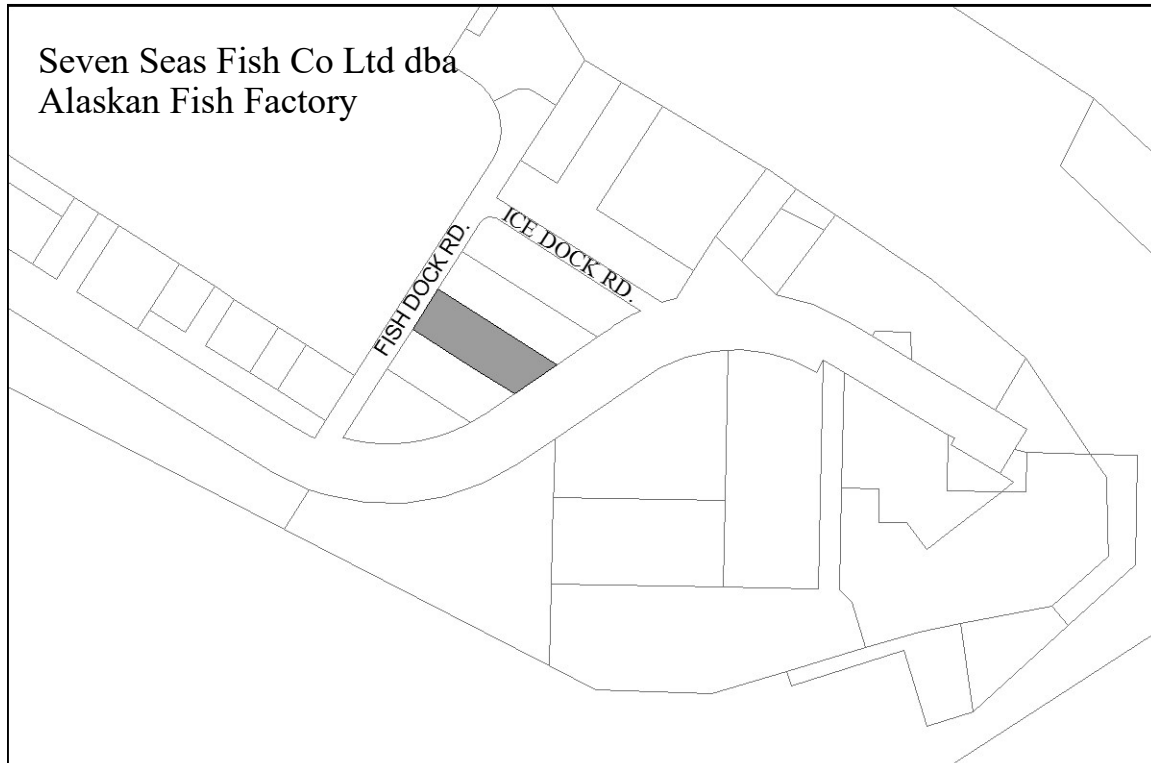 Seven Seas Fish Co Ltd dba
Alaskan Fish Factory
ICE DOCK RD.
FISH DOCK RD.